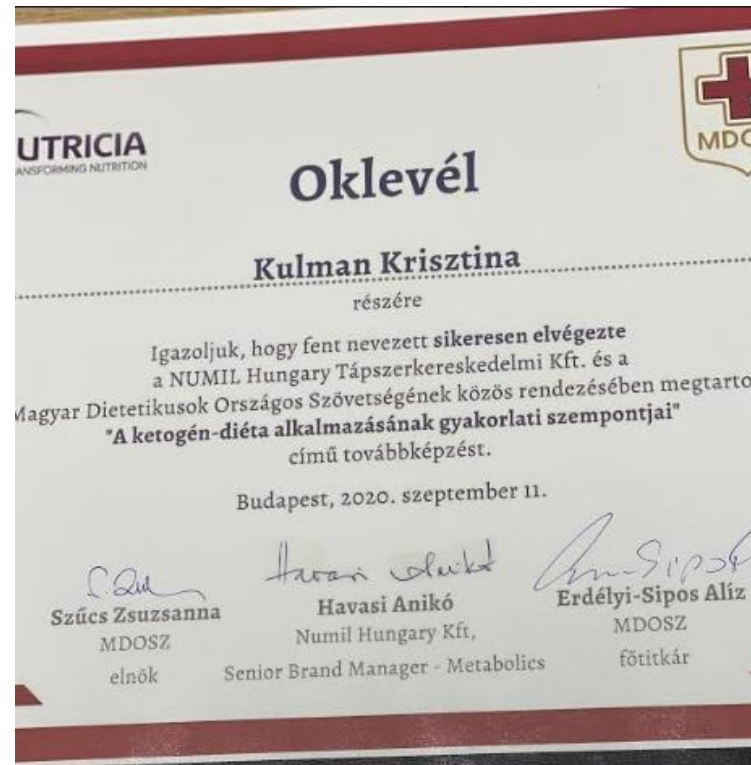 UTRICIA
ANSFORMING NUTRITION
MDO
Oklevél
Kulman Krisztina
részére
Igazoljuk, hogy fent nevezett sikeresen elvégezte
a NUMIL Hungary Tápszerkereskedelmi Kft. és a
Magyar Dietetikusok Országos Szövetségének közös rendezésében megtarto
"A ketogén-diéta alkalmazásának gyakorlati szempontjai"
című továbbképzést.
Budapest, 2020. szeptember 11.
Havasi Anikó
Szűcs Zsuzsanna
MDOSZ
elnök
Havasi Anikó
Numil Hungary Kft,
Senior Brand Manager - Metabolics
Erdélyi-Sipos Alíz
MDOSZ
főtitkár